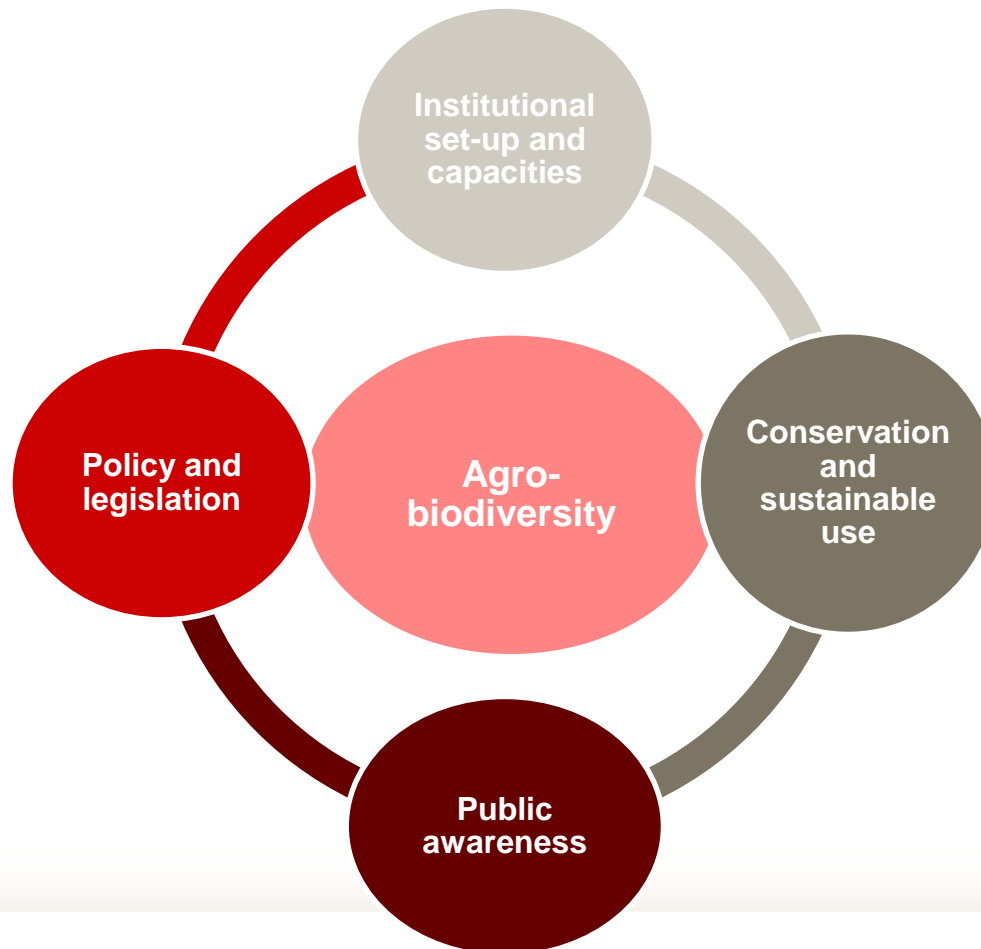 Institutional
set-up and
capacities
Policy and
legislation
Agro-
biodiversity
Conservation
and
sustainable
use
Public
awareness